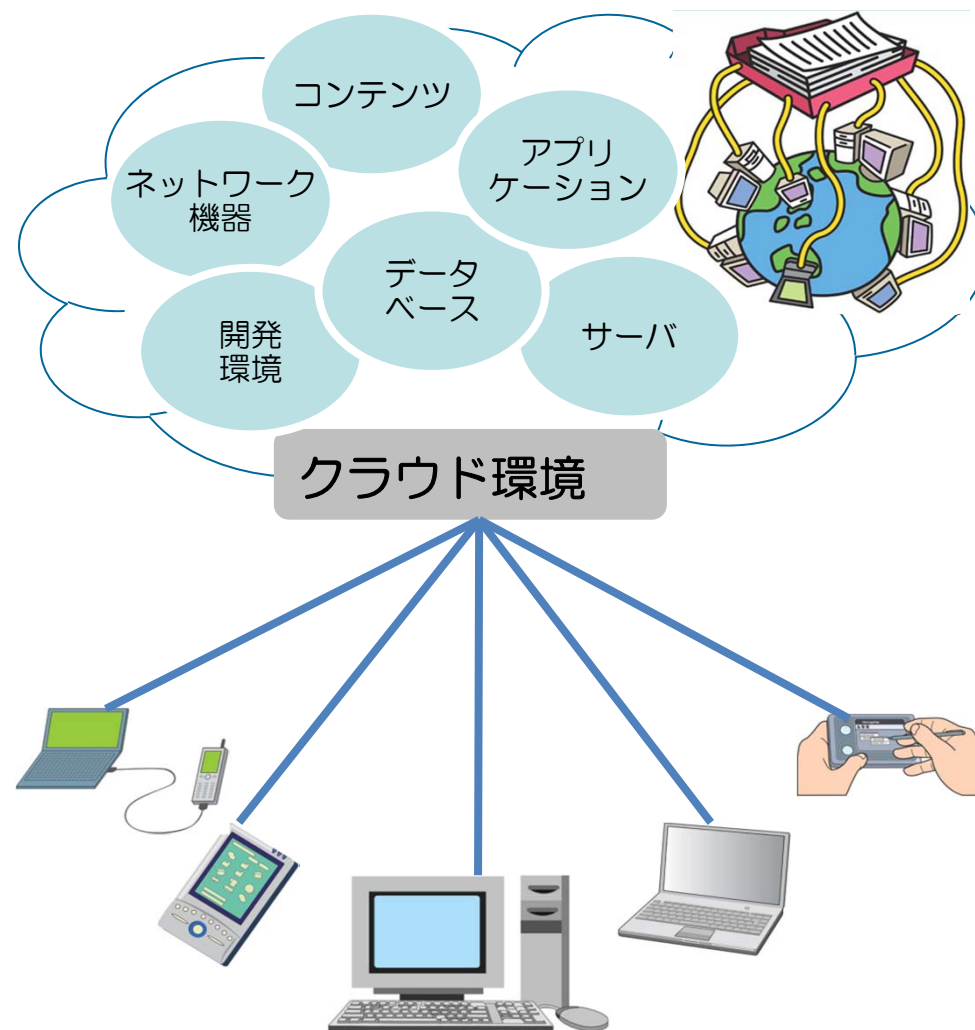 コンテンツ
アプリ
ケーション
ネットワーク
機器
データ
ベース
開発
環境
サーバ
クラウド環境